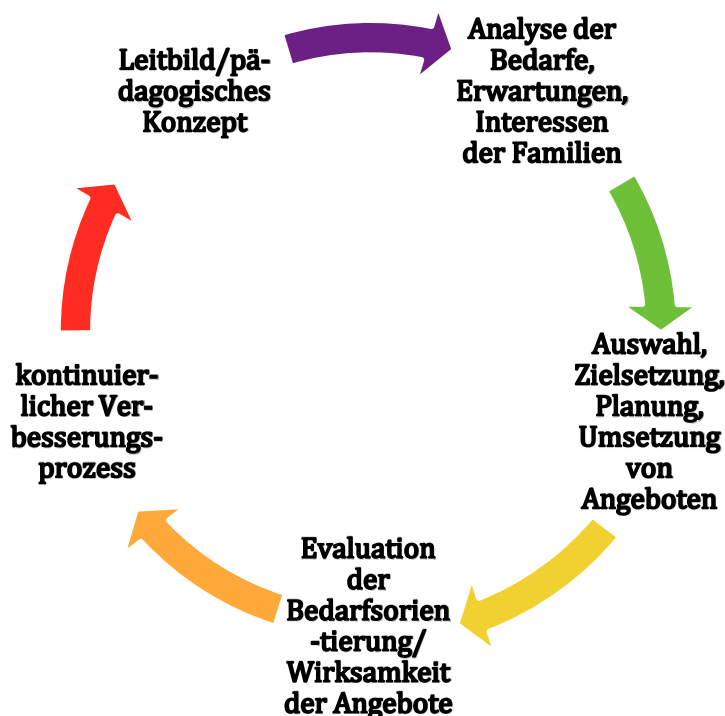 Leitbild/pä-
dagogisches
Konzept
Analyse der
Bedarfe,
Erwartungen,
Interessen
der Familien
Auswahl,
Zielsetzung,
Planung,
Umsetzung
von
Angeboten
Evaluation
der
Bedarfsorien
-tierung/
Wirksamkeit
der Angebote
kontinuier-
licher Ver-
besserungs-
prozess